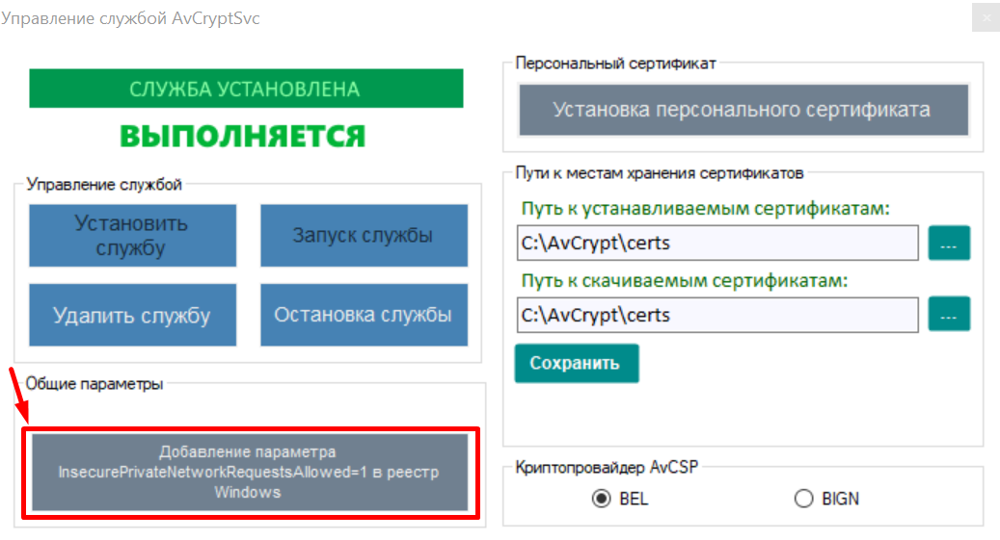 Управление службой AvCryptSvc
×
СЛУЖБА УСТАНОВЛЕНА
ВЫПОЛНЯЕТСЯ
Управление службой
Установить
службу
Запуск службы
Удалить службу
Остановка службы
Общие параметры
Добавление параметра
InsecurePrivateNetworkRequestsAllowed=1 в реестр
Windows
Персональный сертификат
Установка персонального сертификата
Пути к местам хранения сертификатов
Путь к устанавливаемым сертификатам:
C:\AvCrypt\certs
...
Путь к скачиваемым сертификатам:
C:\AvCrypt\certs
...
Сохранить
Криптопровайдер AvCSP
BEL
BIGN